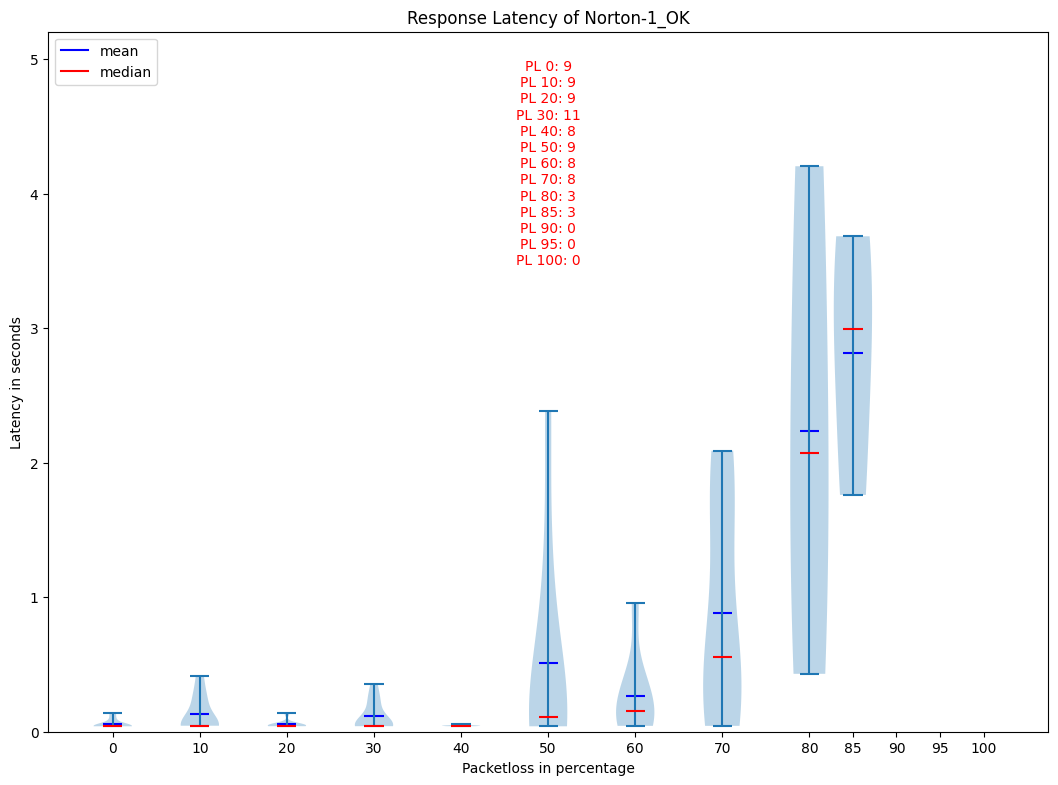 Response Latency of Norton-1_OK
mean
median
PL 0: 9
PL 10: 9
PL 20: 9
PL 30: 11
PL 40: 8
PL 50: 9
PL 60: 8
PL 70: 8
PL 80: 3
PL 85: 3
PL 90: 0
PL 95: 0
PL 100: 0
Latency in seconds
5
4
3
2
1
0
0 10 20 30 40 50 60 70 80 85 90 95 100
Packetloss in percentage